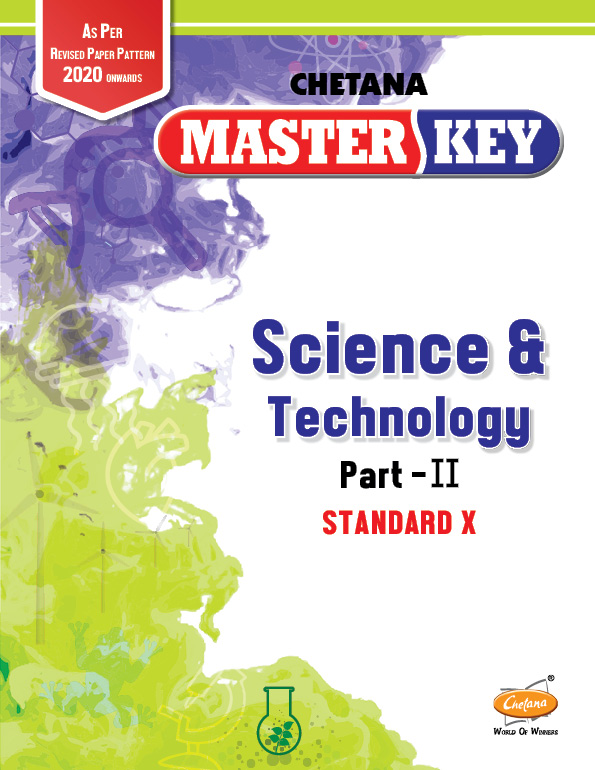 AS PER
REVISED PAPER PATTERN
2020 ONWARDS
CHETANA
MASTER KEY
Science &
Technology
Part - II
STANDARD X
Chetana®
WORLD OF WINNERS